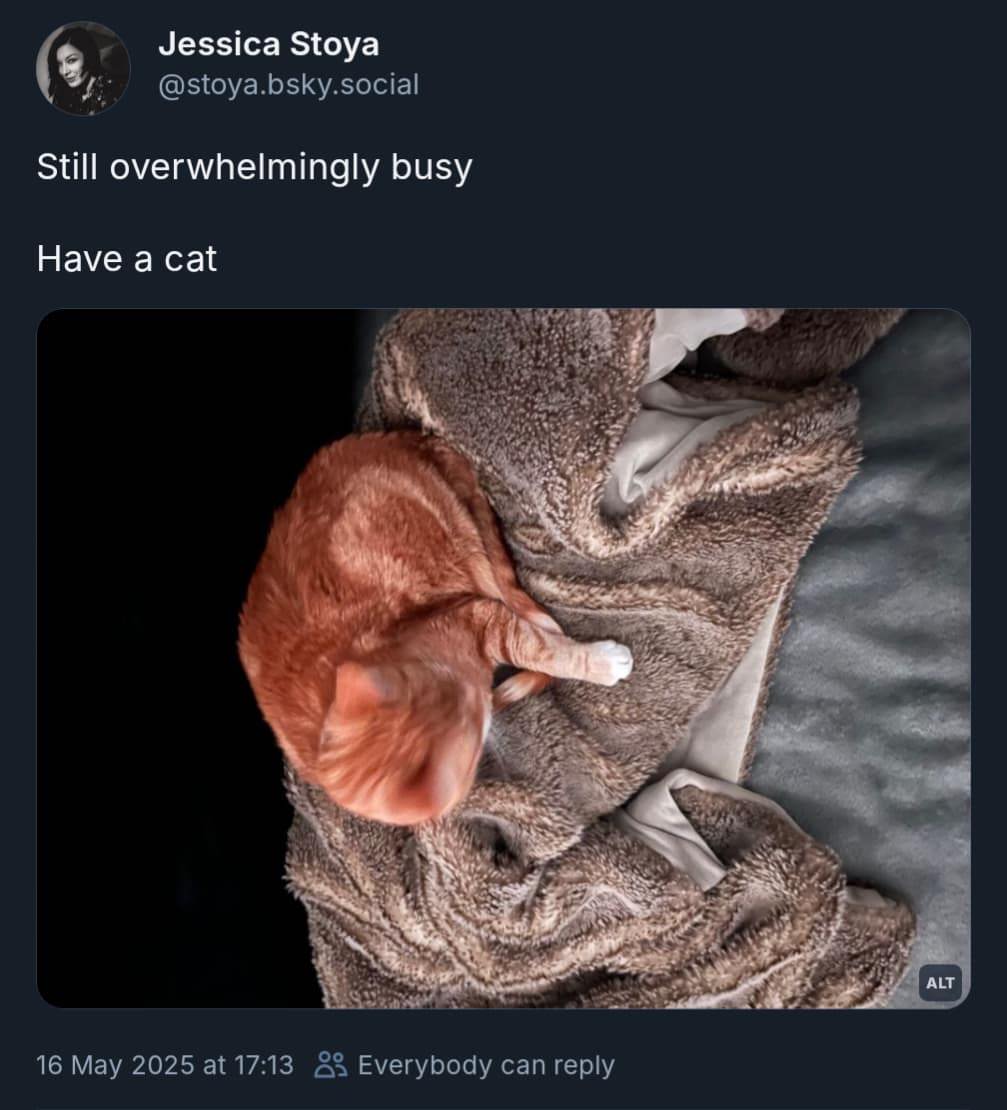 Jessica Stoya
@stoya.bsky.social
Still overwhelmingly busy
Have a cat
ALT
16 May 2025 at 17:13 Everybody can reply